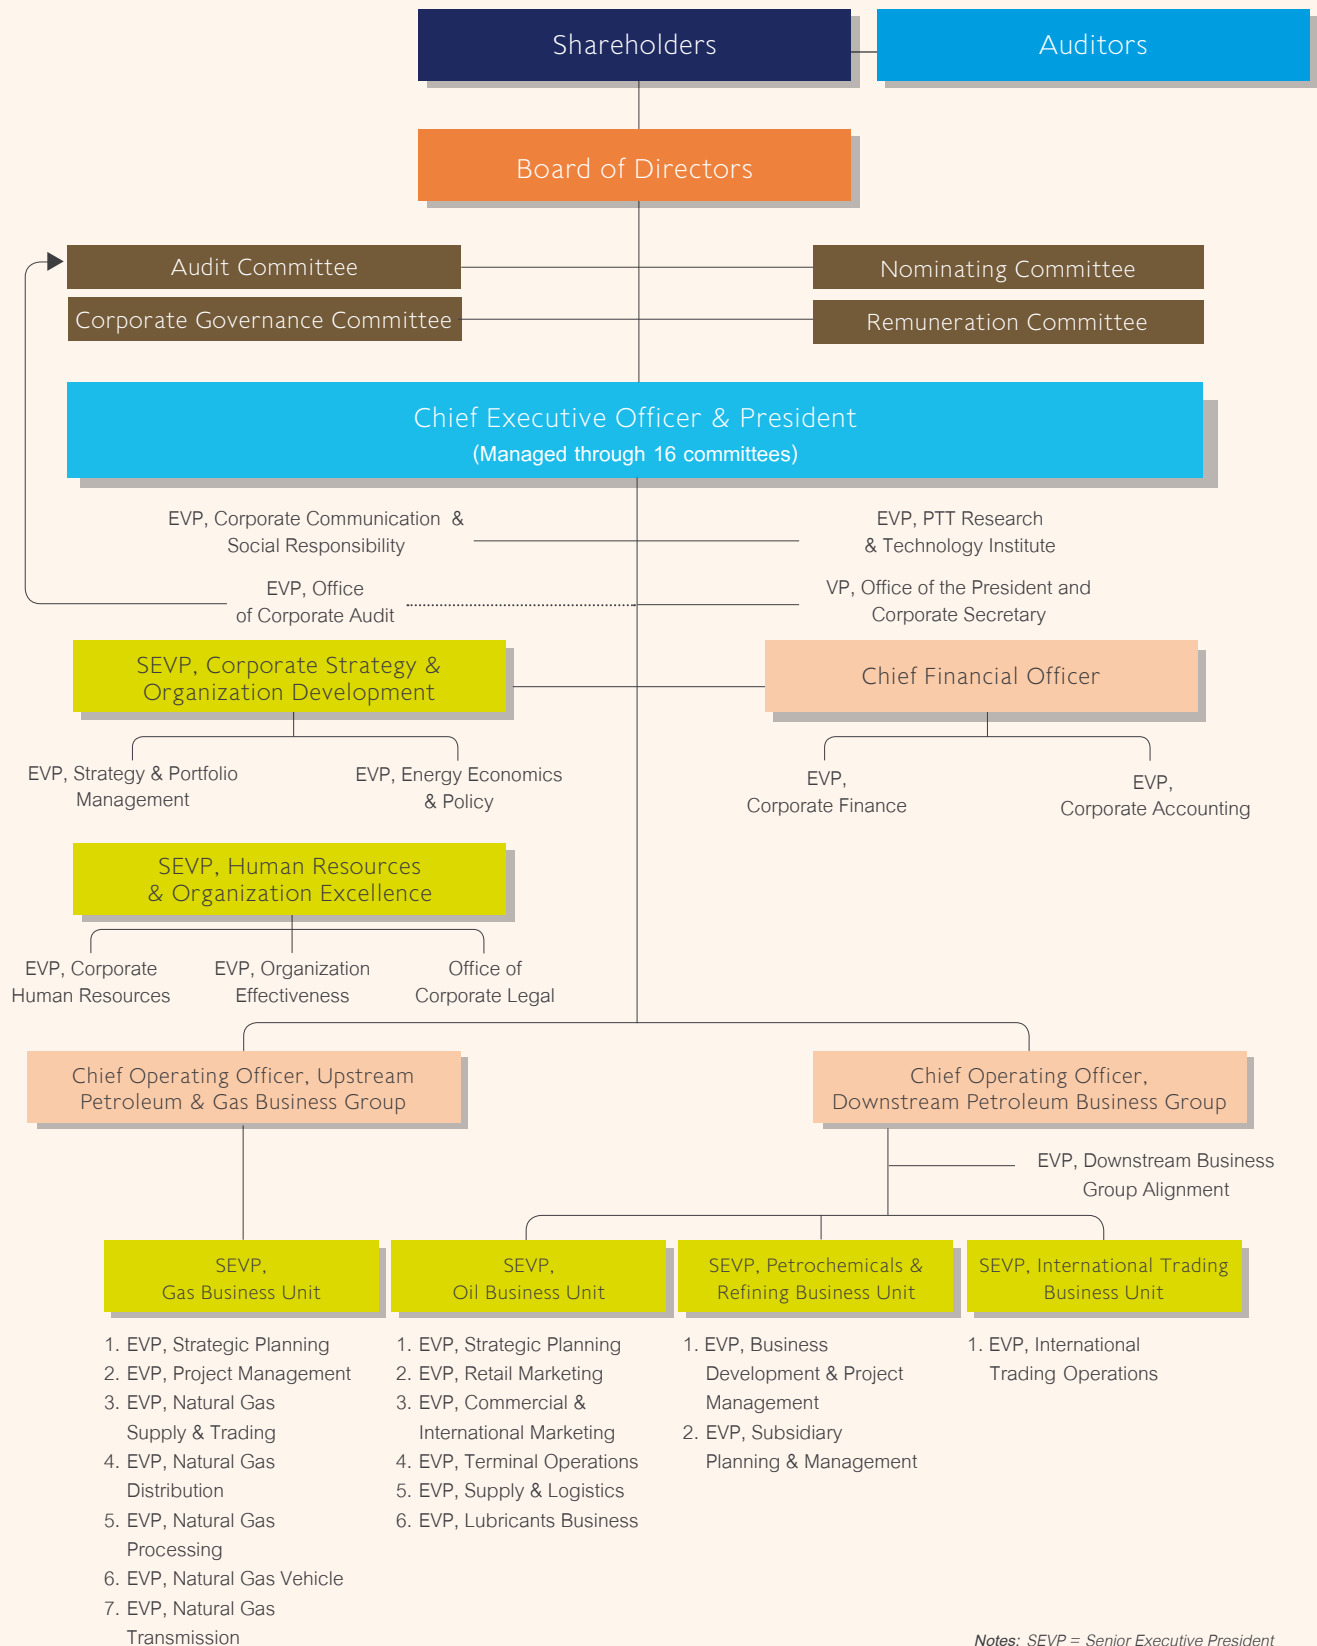 Shareholders
Auditors
Board of Directors
Audit Committee
Nominating Committee
Corporate Governance Committee
Remuneration Committee
Chief Executive Officer & President
(Managed through 16 committees)
EVP, Corporate Communication &
Social Responsibility
EVP, PTT Research
& Technology Institute
EVP, Office
of Corporate Audit
VP, Office of the President and
Corporate Secretary
SEVP, Corporate Strategy &
Organization Development
Chief Financial Officer
EVP, Strategy & Portfolio
Management
EVP, Energy Economics
& Policy
EVP,
Corporate Finance
EVP,
Corporate Accounting
SEVP, Human Resources
& Organization Excellence
EVP, Corporate
Human Resources
EVP, Organization
Effectiveness
Office of
Corporate Legal
Chief Operating Officer, Upstream
Petroleum & Gas Business Group
Chief Operating Officer,
Downstream Petroleum Business Group
EVP, Downstream Business
Group Alignment
SEVP,
Gas Business Unit
1. EVP, Strategic Planning
2. EVP, Project Management
3. EVP, Natural Gas
Supply & Trading
4. EVP, Natural Gas
Distribution
5. EVP, Natural Gas
Processing
6. EVP, Natural Gas Vehicle
7. EVP, Natural Gas
Transmission
SEVP,
Oil Business Unit
1. EVP, Strategic Planning
2. EVP, Retail Marketing
3. EVP, Commercial &
International Marketing
4. EVP, Terminal Operations
5. EVP, Supply & Logistics
6. EVP, Lubricants Business
SEVP, Petrochemicals &
Refining Business Unit
1. EVP, Business
Development & Project
Management
2. EVP, Subsidiary
Planning & Management
SEVP, International Trading
Business Unit
1. EVP, International
Trading Operations
Notes: SEVP = Senior Executive President